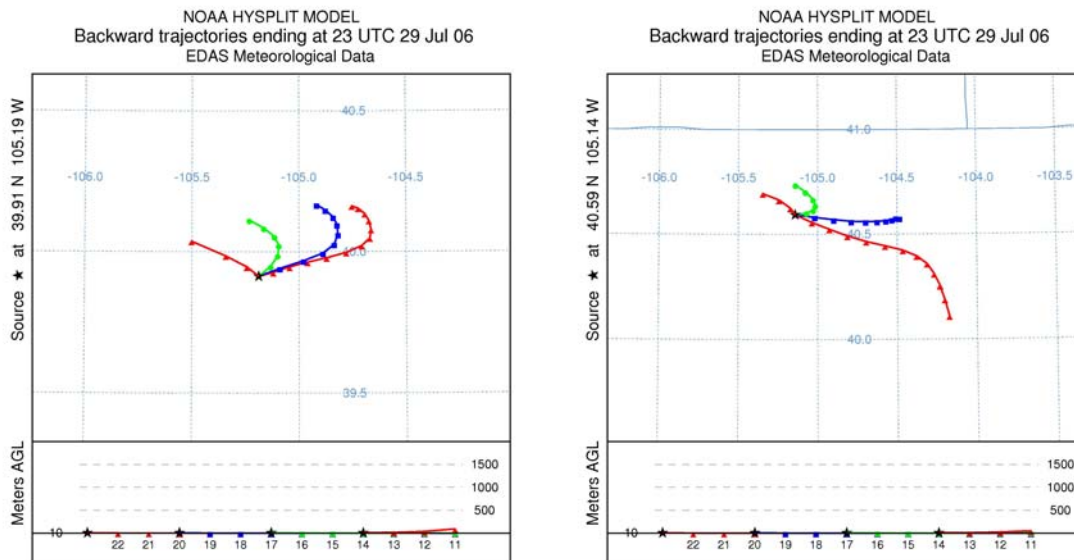 NOAA HYSPLIT MODEL
Backward trajectories ending at 23 UTC 29 Jul 06
EDAS Meteorological Data
Source ★ at 39.91 N 105.19 W
40.5
-106.0 -105.5 -105.0 -104.5
40.0
39.5
Meters AGL
1500
1000
500
10
22 21 20 19 18 17 16 15 14 13 12 11
NOAA HYSPLIT MODEL
Backward trajectories ending at 23 UTC 29 Jul 06
EDAS Meteorological Data
Source ★ at 40.59 N 105.14 W
41.0
-106.0 -105.5 -105.0 -104.5 -104.0 -103.5
40.5
40.0
Meters AGL
1500
1000
500
10
22 21 20 19 18 17 16 15 14 13 12 11